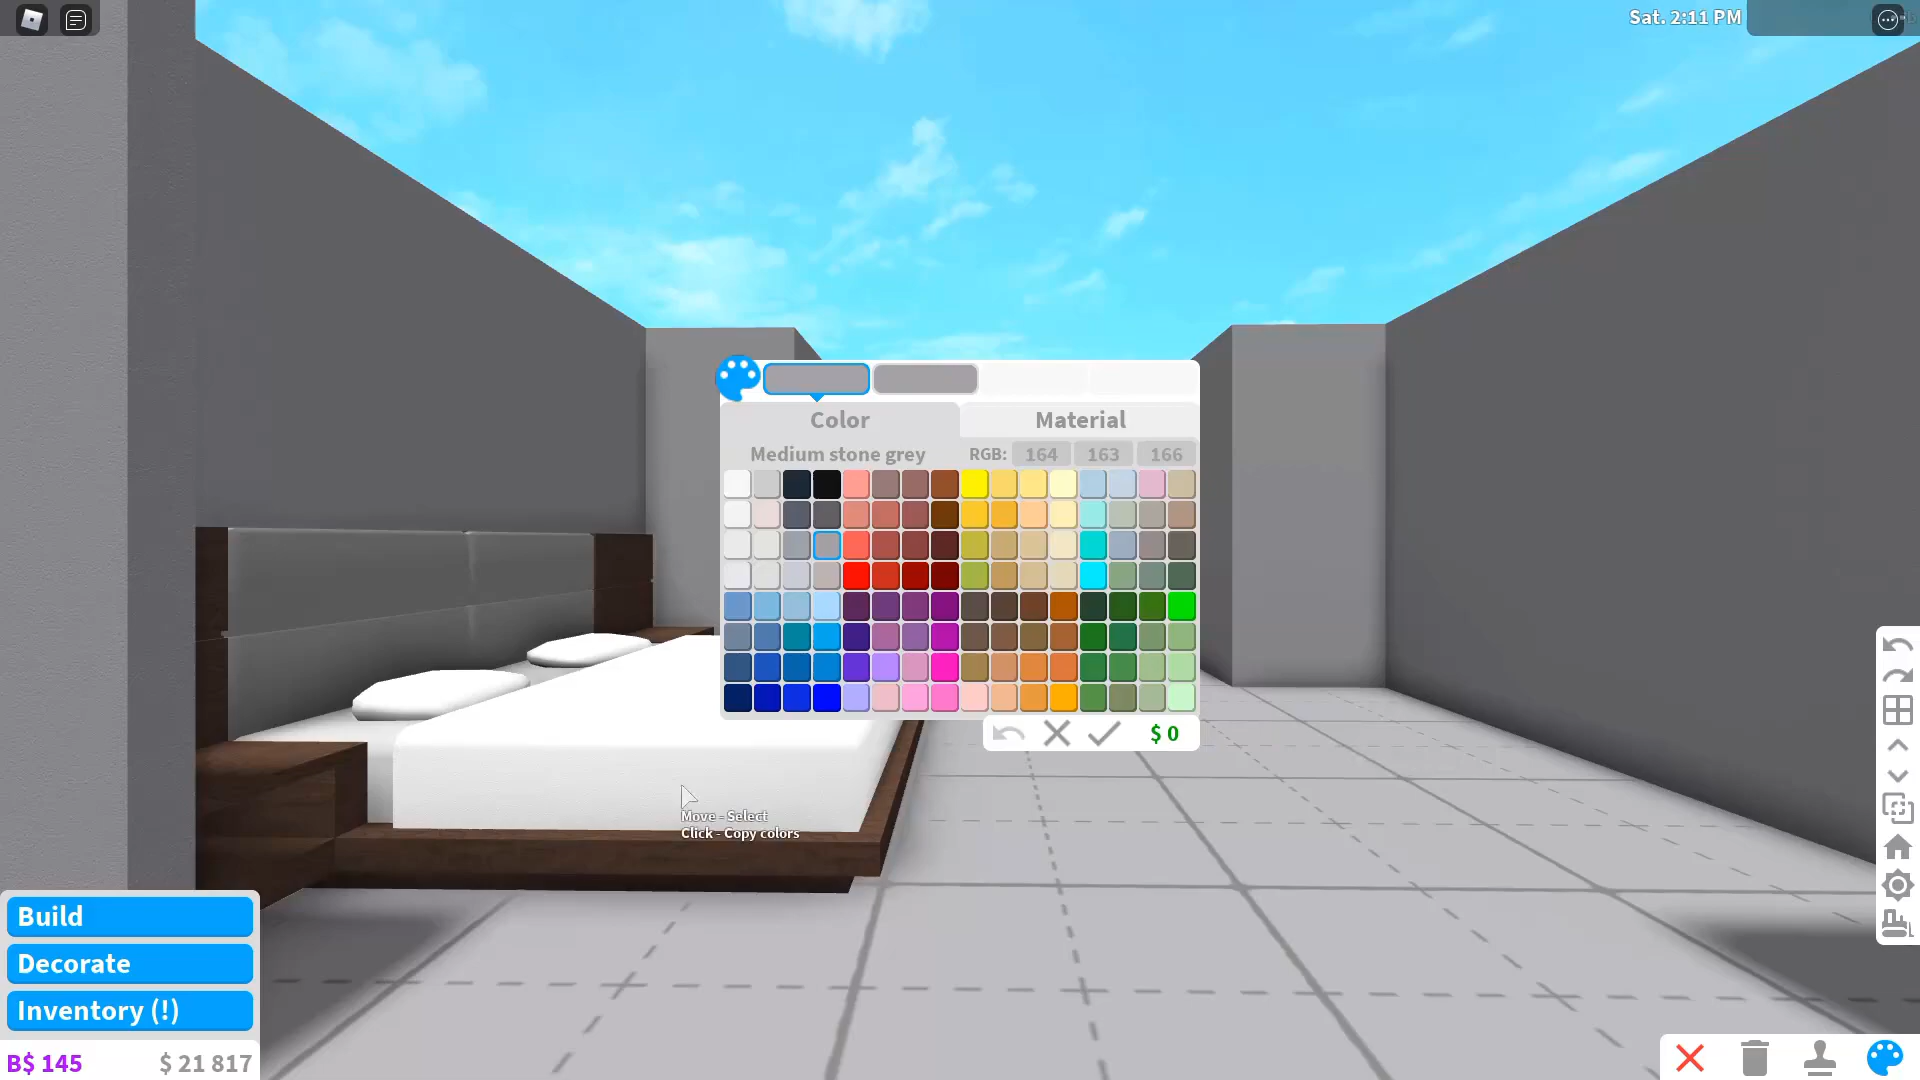 Sat. 2:11 PM
Color
Material
Medium stone grey
RGB: 164 163 166
$ 0
Move - Select
Click - Copy colors
Build
Decorate
Inventory (!)
B$ 145
$ 21 817